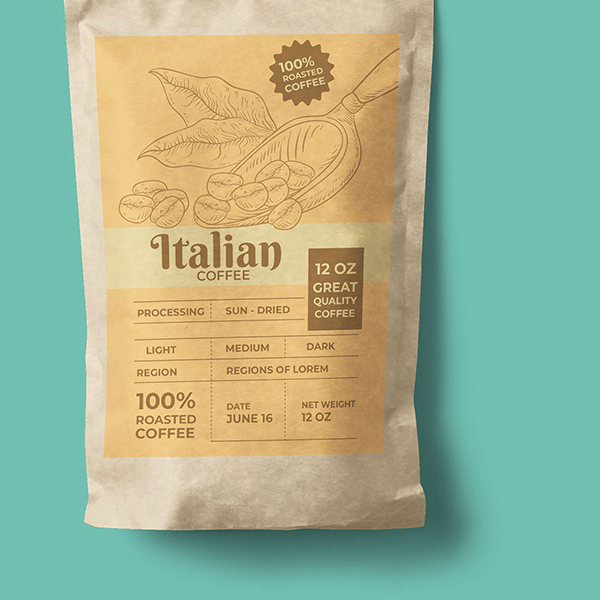 100%
ROASTED
COFFEE
Italian
COFFEE
12 OZ
GREAT
QUALITY
COFFEE
PROCESSING SUN - DRIED
LIGHT MEDIUM DARK
REGION REGIONS OF LOREM
100%
ROASTED
COFFEE
DATE
JUNE 16
NET WEIGHT
12 OZ